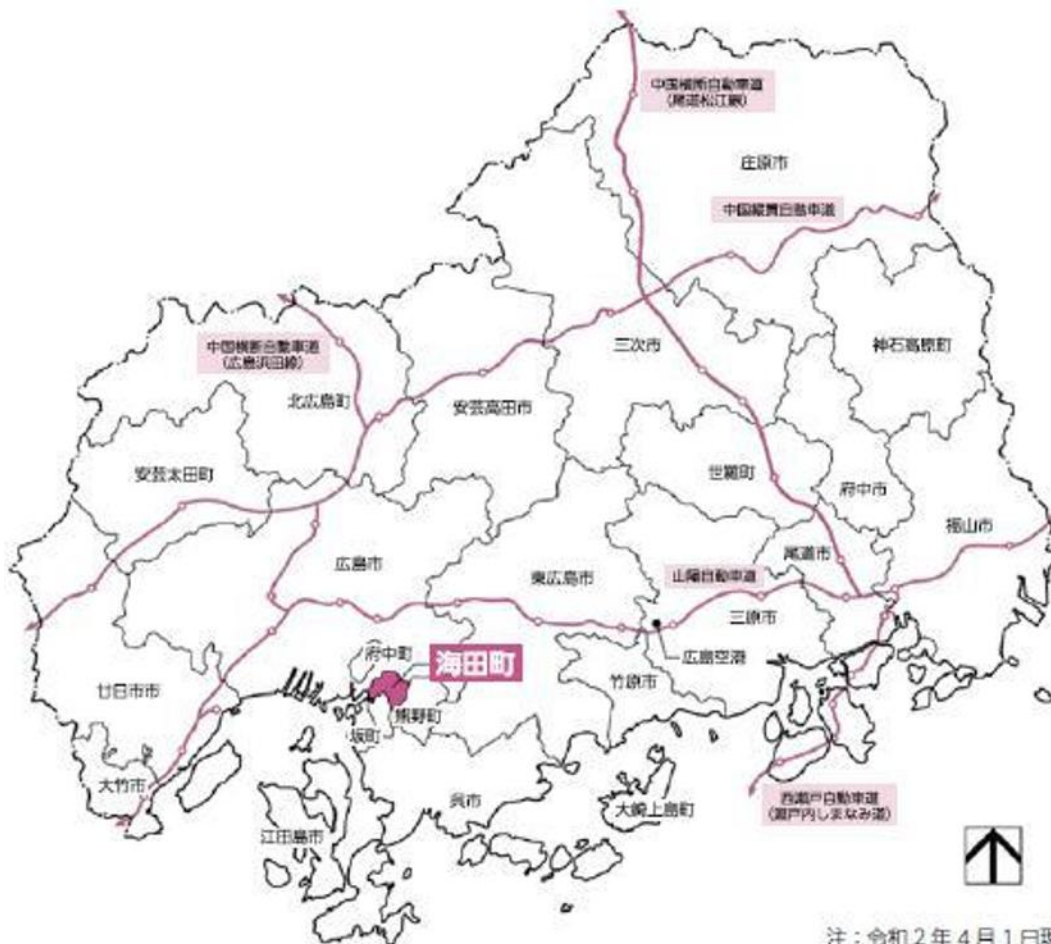 中国横断自動車道
(尾道松江線)
庄原市
中国縦貫自動車道
中国横断自動車道
(広島浜田線)
三次市
神石高原町
北広島町
安芸高田市
安芸太田町
世羅町
府中市
福山市
広島市
東広島市
山陽自動車道
尾道市
三原市
府中町
海田町
広島空港
廿日市市
竹原市
熊野町
坂町
大竹市
呉市
大崎上島町
西瀬戸自動車道
(瀬戸内しまなみ道)
江田島市
注：令和2年4月1日現